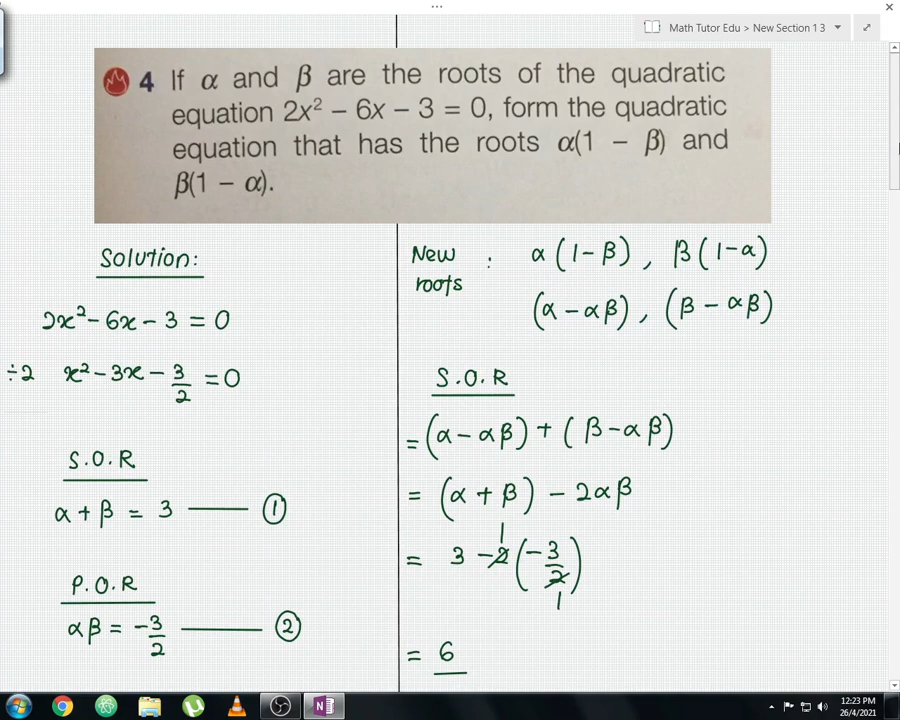 Math Tutor Edu > New Section 1 3
4 If α and β are the roots of the quadratic
equation 2x² − 6x − 3 = 0, form the quadratic
equation that has the roots α(1 − β) and
β(1 − α).
Solution:
2x² − 6x − 3 = 0
÷2 x² − 3x − 3/2 = 0
S.O.R
α + β = 3 —— ①
P.O.R
αβ = −3/2 —— ②
New roots : α(1−β), β(1−α)
(α − αβ), (β − αβ)
S.O.R
= (α − αβ) + (β − αβ)
= (α + β) − 2αβ
1
= 3 − 2(−3/2)
1
= 6
12:23 PM
26/4/2021